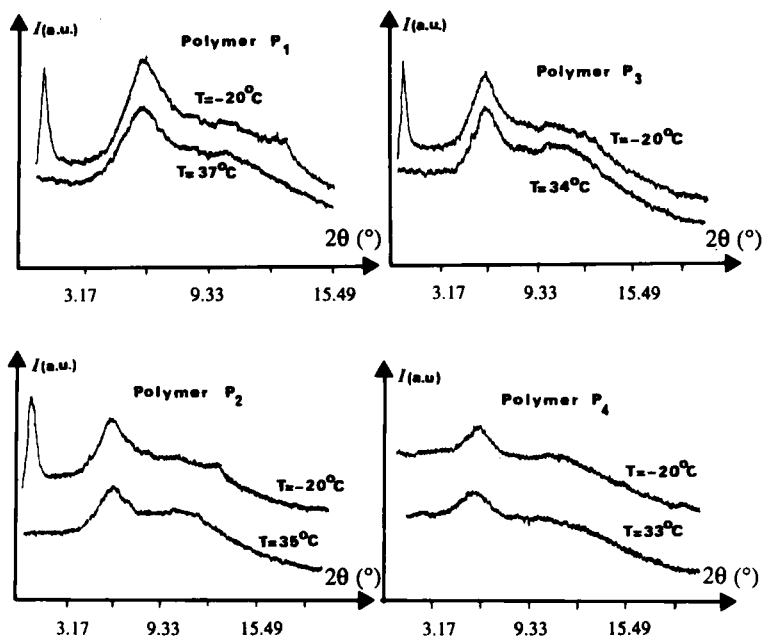 I(a.u.)
Polymer P1
T=-20°C
T=37°C
2θ (°)
3.17 9.33 15.49
I(a.u.)
Polymer P3
T=-20°C
T=34°C
2θ (°)
3.17 9.33 15.49
I(a.u.)
Polymer P2
T=-20°C
T=35°C
2θ (°)
3.17 9.33 15.49
I(a.u)
Polymer P4
T=-20°C
T=33°C
2θ (°)
3.17 9.33 15.49